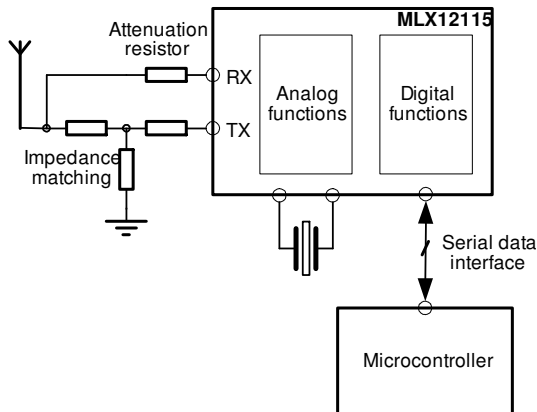 MLX12115
Attenuation
resistor
RX
TX
Analog
functions
Digital
functions
Impedance
matching
Serial data
interface
Microcontroller